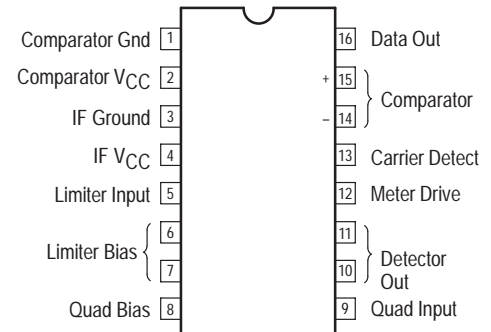 Comparator Gnd 1
16 Data Out
Comparator VCC 2
+ 15
Comparator
IF Ground 3
– 14
IF VCC 4
13 Carrier Detect
Limiter Input 5
12 Meter Drive
6
11
Limiter Bias
Detector
Out
7
10
Quad Bias 8
9 Quad Input